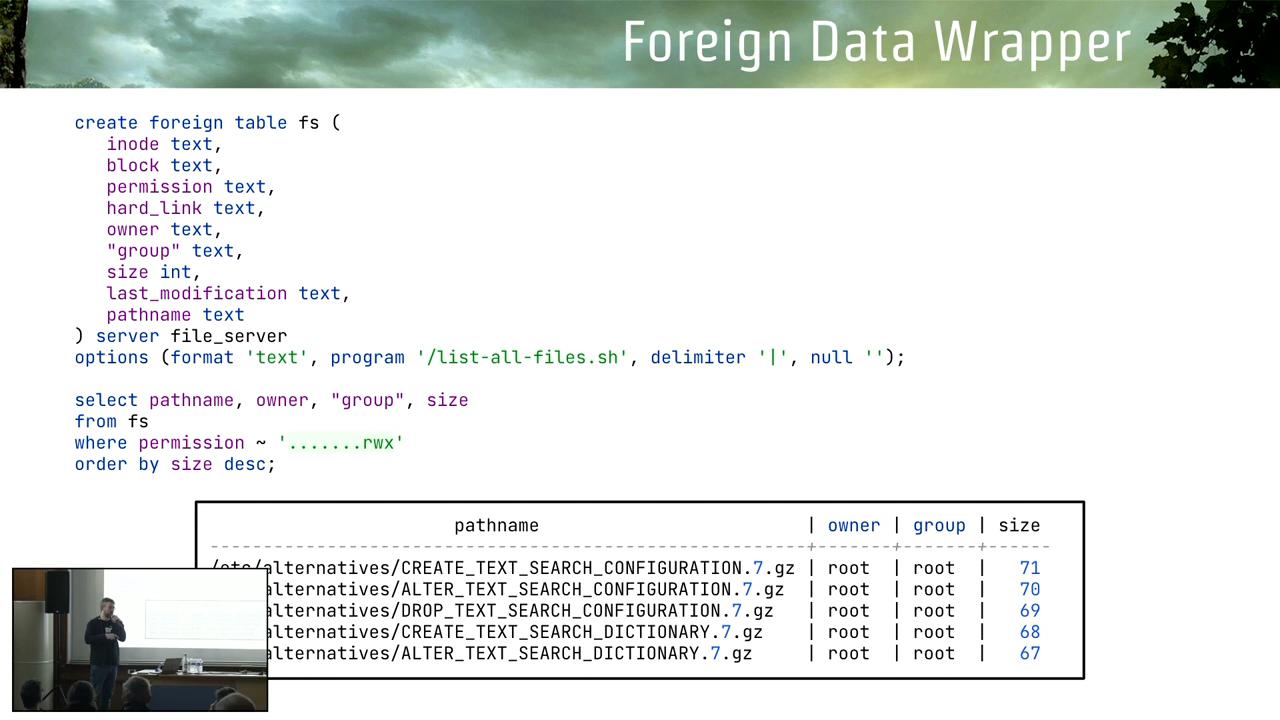 Foreign Data Wrapper
create foreign table fs (
inode text,
block text,
permission text,
hard_link text,
owner text,
"group" text,
size int,
last_modification text,
pathname text
) server file_server
options (format 'text', program '/list-all-files.sh', delimiter '|', null '');
select pathname, owner, "group", size
from fs
where permission ~ '.......rwx'
order by size desc;
pathname | owner | group | size
/etc/alternatives/CREATE_TEXT_SEARCH_CONFIGURATION.7.gz | root | root | 71
alternatives/ALTER_TEXT_SEARCH_CONFIGURATION.7.gz | root | root | 70
alternatives/DROP_TEXT_SEARCH_CONFIGURATION.7.gz | root | root | 69
alternatives/CREATE_TEXT_SEARCH_DICTIONARY.7.gz | root | root | 68
alternatives/ALTER_TEXT_SEARCH_DICTIONARY.7.gz | root | root | 67